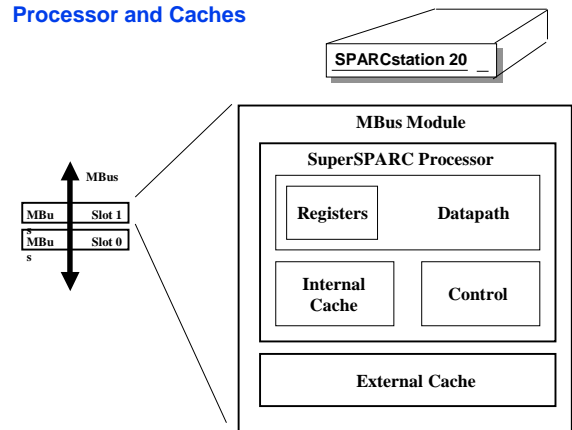 Processor and Caches
SPARCstation 20
MBus Module
SuperSPARC Processor
MBus
Registers
Datapath
MBu
s
Slot 1
MBu
s
Slot 0
Internal
Cache
Control
External Cache